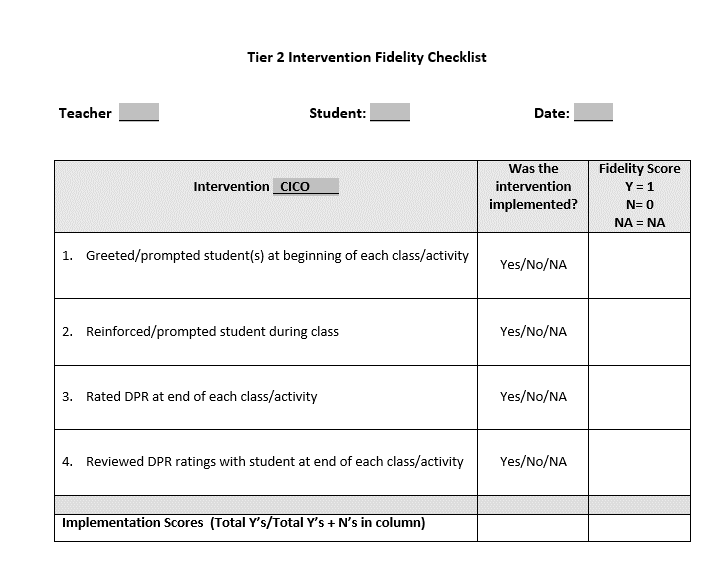 Tier 2 Intervention Fidelity Checklist
Teacher Student: Date:
Intervention CICO
Was the
intervention
implemented?
Fidelity Score
Y = 1
N= 0
NA = NA
1. Greeted/prompted student(s) at beginning of each class/activity
Yes/No/NA
2. Reinforced/prompted student during class
Yes/No/NA
3. Rated DPR at end of each class/activity
Yes/No/NA
4. Reviewed DPR ratings with student at end of each class/activity
Yes/No/NA
Implementation Scores (Total Y's/Total Y's + N's in column)